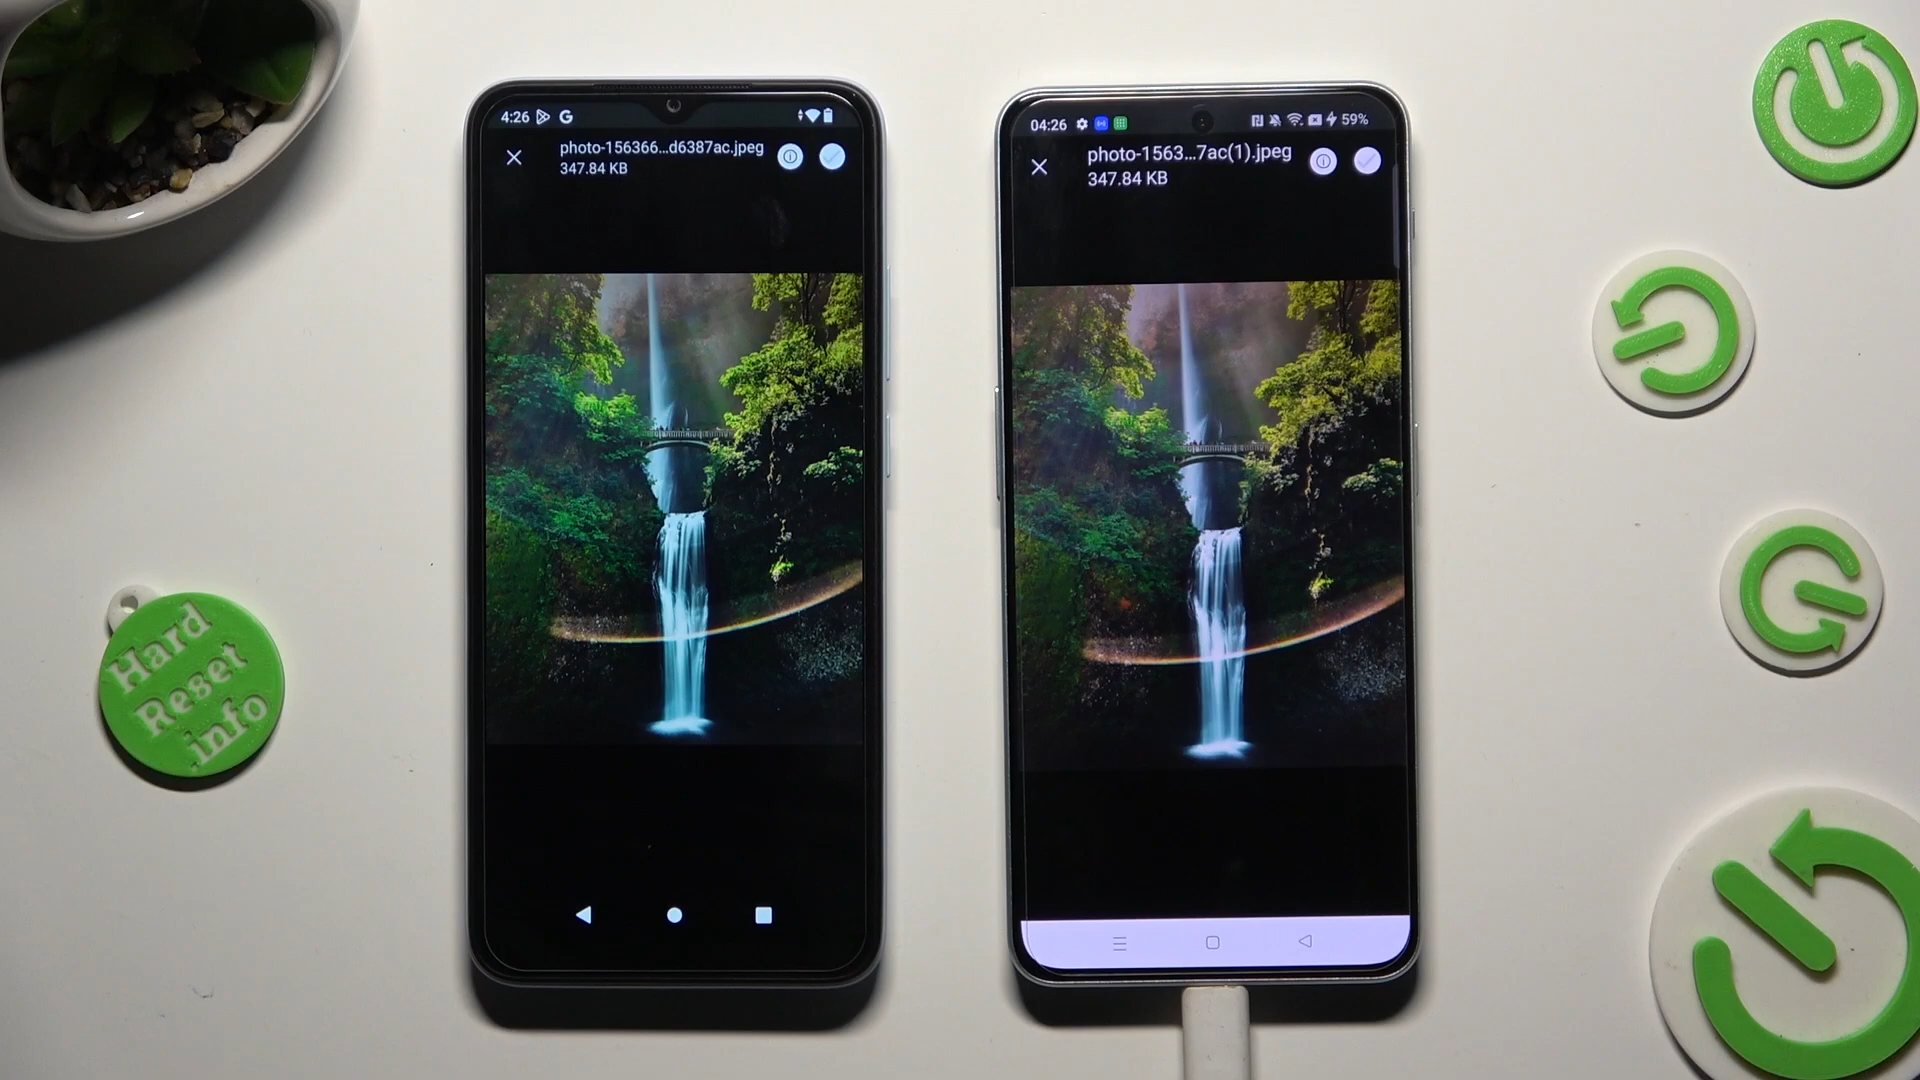 4:26
photo-156366...d6387ac.jpeg
347.84 KB
04:26
59%
photo-1563...7ac(1).jpeg
347.84 KB
Hard
Reset
.info